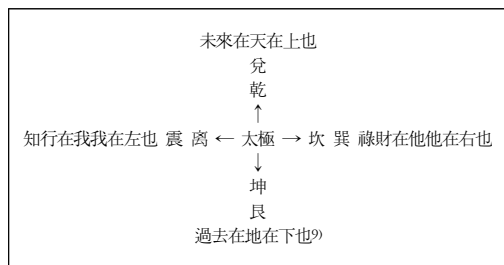 未來在天在上也
兌
乾
↑
知行在我我在左也 震 离 ← 太極 → 坎 巽 祿財在他他在右也
↓
坤
艮
過去在地在下也9)